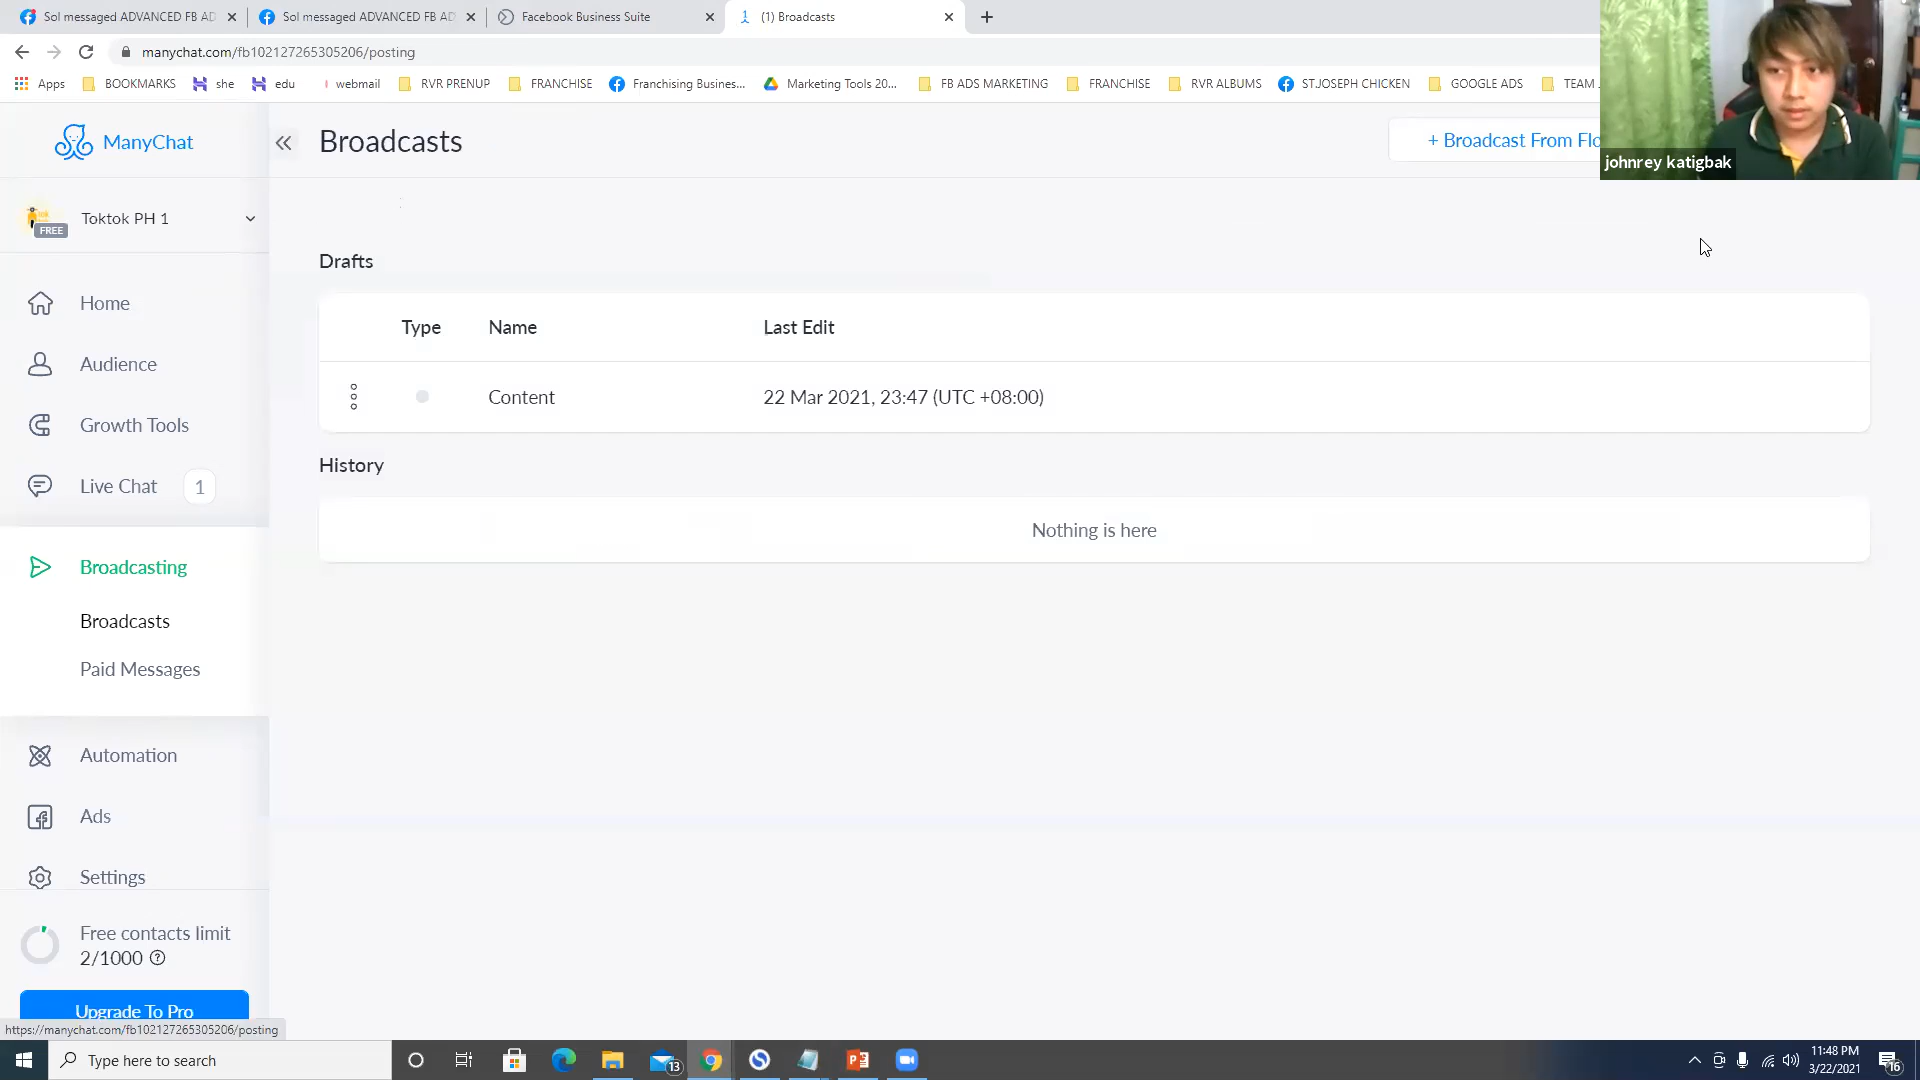 Sol messaged ADVANCED FB AD
Sol messaged ADVANCED FB AD
Facebook Business Suite
(1) Broadcasts
manychat.com/fb102127265305206/posting
Apps
BOOKMARKS
she
edu
webmail
RVR PRENUP
FRANCHISE
Franchising Busines...
Marketing Tools 20...
FB ADS MARKETING
FRANCHISE
RVR ALBUMS
ST.JOSEPH CHICKEN
GOOGLE ADS
TEAM
johnrey katigbak
ManyChat
Broadcasts
+ Broadcast From Flo
FREE
Toktok PH 1
Home
Audience
Growth Tools
Live Chat 1
Broadcasting
Broadcasts
Paid Messages
Automation
Ads
Settings
Free contacts limit
2/1000
Upgrade To Pro
Drafts
Type Name Last Edit
Content 22 Mar 2021, 23:47 (UTC +08:00)
History
Nothing is here
https://manychat.com/fb102127265305206/posting
Type here to search
13
11:48 PM
3/22/2021
16